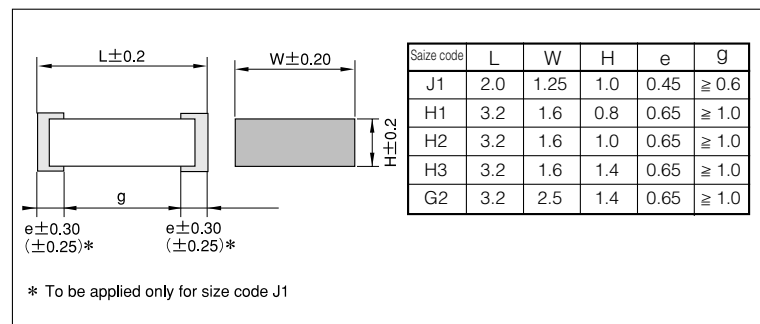 L±0.2
W±0.20
H±0.2
g
e±0.30
(±0.25)*
e±0.30
(±0.25)*
* To be applied only for size code J1
Saize code L W H e g
J1 2.0 1.25 1.0 0.45 ≧ 0.6
H1 3.2 1.6 0.8 0.65 ≧ 1.0
H2 3.2 1.6 1.0 0.65 ≧ 1.0
H3 3.2 1.6 1.4 0.65 ≧ 1.0
G2 3.2 2.5 1.4 0.65 ≧ 1.0